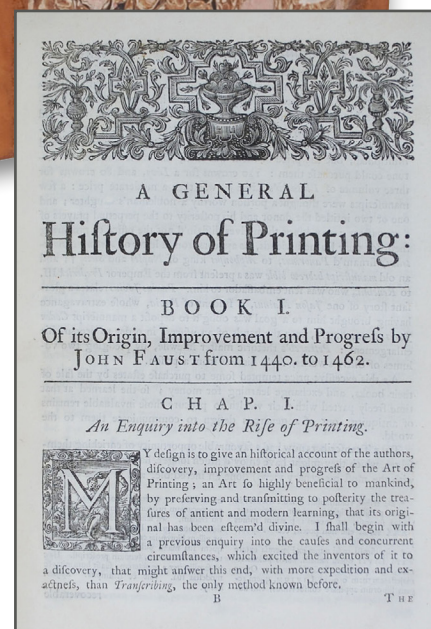 A GENERAL
Hiſtory of Printing:
BOOK I.
Of its Origin, Improvement and Progreſs by
JOHN FAUST from 1440. to 1462.
CHAP. I.
An Enquiry into the Riſe of Printing.
MY deſign is to give an hiſtorical account of the authors,
diſcovery, improvement and progreſs of the Art of
Printing; an Art ſo highly beneficial to mankind,
by preſerving and tranſmitting to poſterity the trea-
ſures of antient and modern learning, that its origi-
nal has been eſteem'd divine. I ſhall begin with
a previous enquiry into the cauſes and concurrent
circumſtances, which excited the inventors of it to
a diſcovery, that might anſwer this end, with more expedition and ex-
actneſs, than Tranſcribing, the only method known before.
B THE